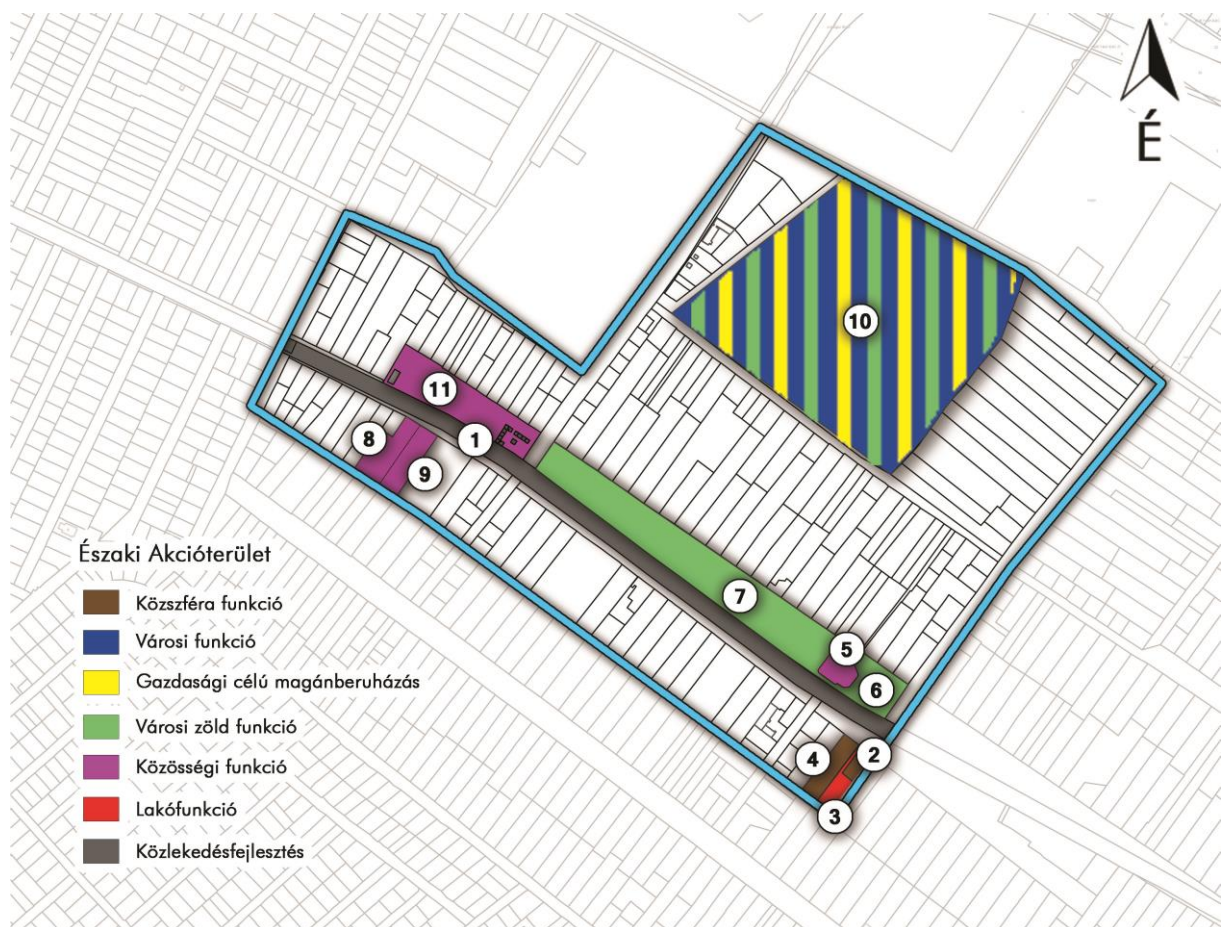 É
10
11
1
8
9
7
5
6
4
2
3
Északi Akcióterület
Közszféra funkció
Városi funkció
Gazdasági célú magánberuházás
Városi zöld funkció
Közösségi funkció
Lakófunkció
Közlekedésfejlesztés